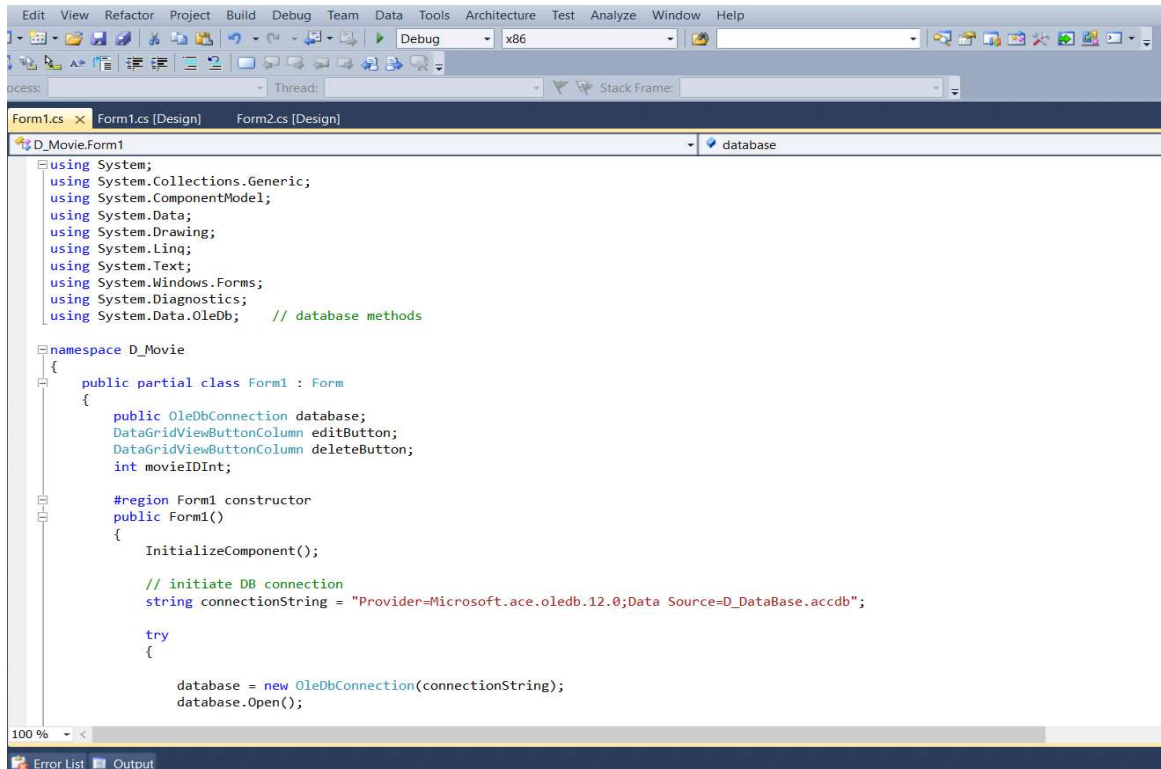 Edit View Refactor Project Build Debug Team Data Tools Architecture Test Analyze Window Help
Debug x86
Process: Thread: Stack Frame:
Form1.cs Form1.cs [Design] Form2.cs [Design]
D_Movie.Form1 database
using System;
using System.Collections.Generic;
using System.ComponentModel;
using System.Data;
using System.Drawing;
using System.Linq;
using System.Text;
using System.Windows.Forms;
using System.Diagnostics;
using System.Data.OleDb;    // database methods
namespace D_Movie
{
public partial class Form1 : Form
{
public OleDbConnection database;
DataGridViewButtonColumn editButton;
DataGridViewButtonColumn deleteButton;
int movieIDInt;
#region Form1 constructor
public Form1()
{
InitializeComponent();
// initiate DB connection
string connectionString = "Provider=Microsoft.ace.oledb.12.0;Data Source=D_DataBase.accdb";
try
{
database = new OleDbConnection(connectionString);
database.Open();
100 %
Error List Output